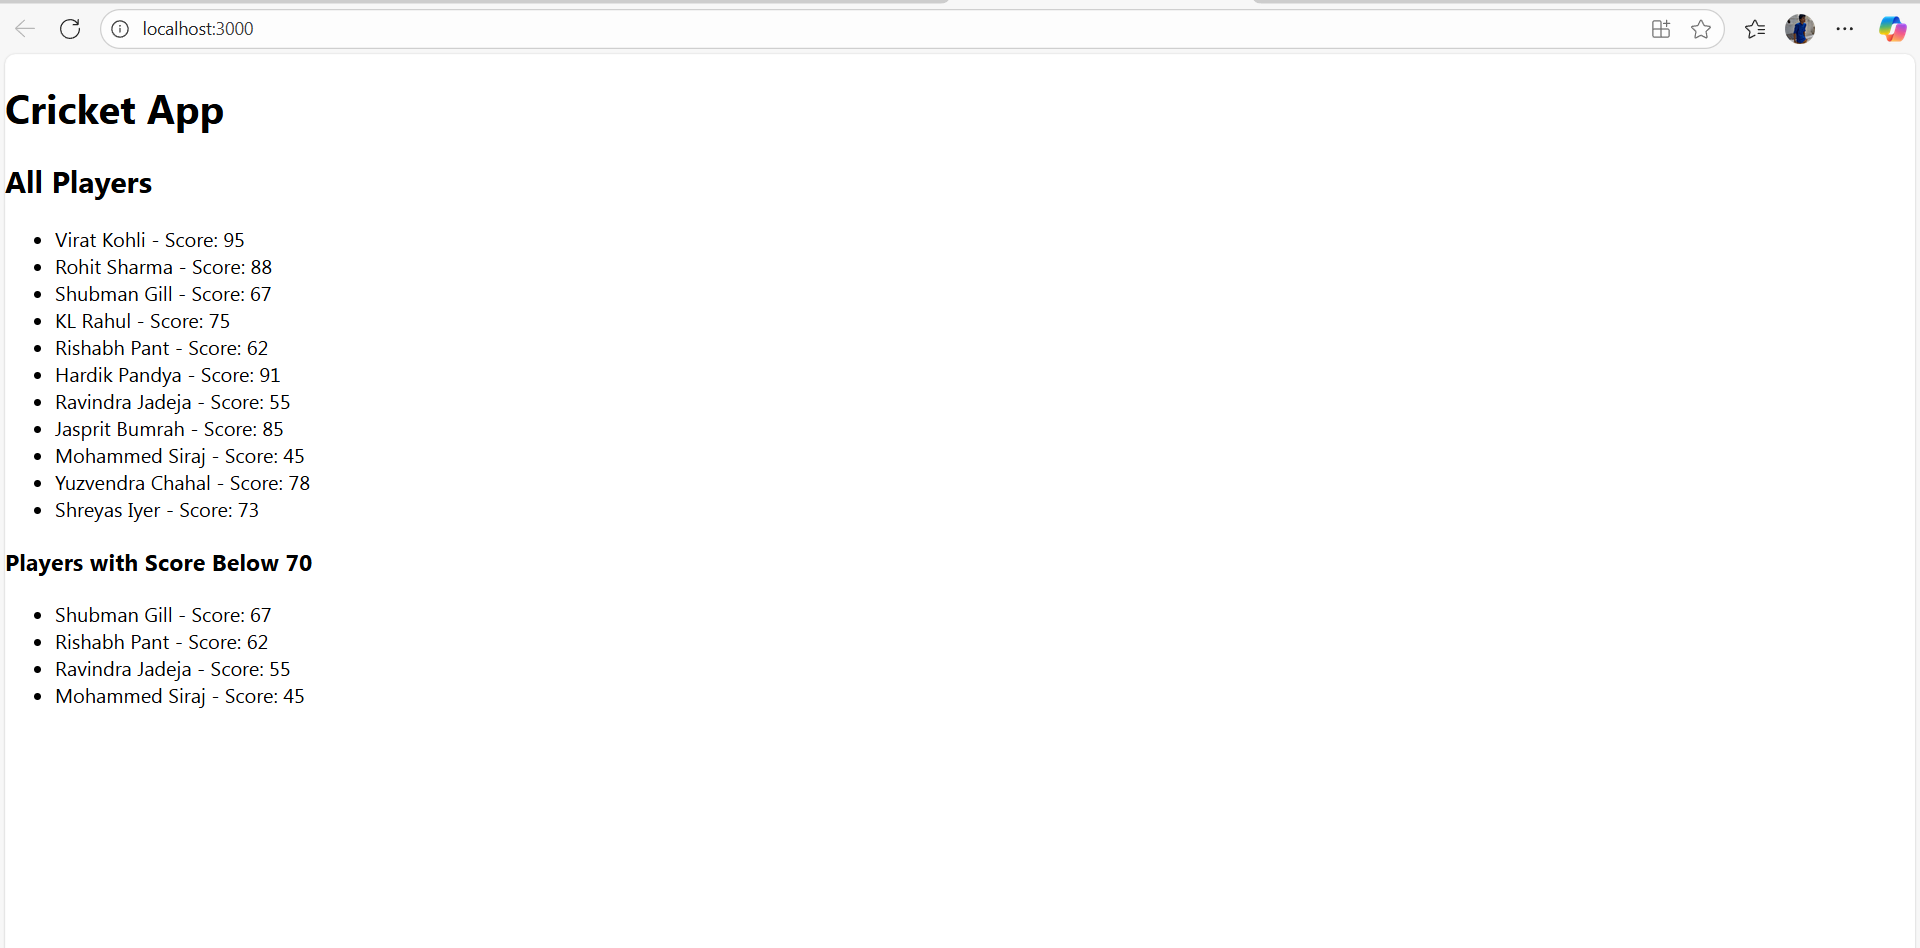 localhost:3000
Cricket App
All Players
Virat Kohli - Score: 95
Rohit Sharma - Score: 88
Shubman Gill - Score: 67
KL Rahul - Score: 75
Rishabh Pant - Score: 62
Hardik Pandya - Score: 91
Ravindra Jadeja - Score: 55
Jasprit Bumrah - Score: 85
Mohammed Siraj - Score: 45
Yuzvendra Chahal - Score: 78
Shreyas Iyer - Score: 73
Players with Score Below 70
Shubman Gill - Score: 67
Rishabh Pant - Score: 62
Ravindra Jadeja - Score: 55
Mohammed Siraj - Score: 45